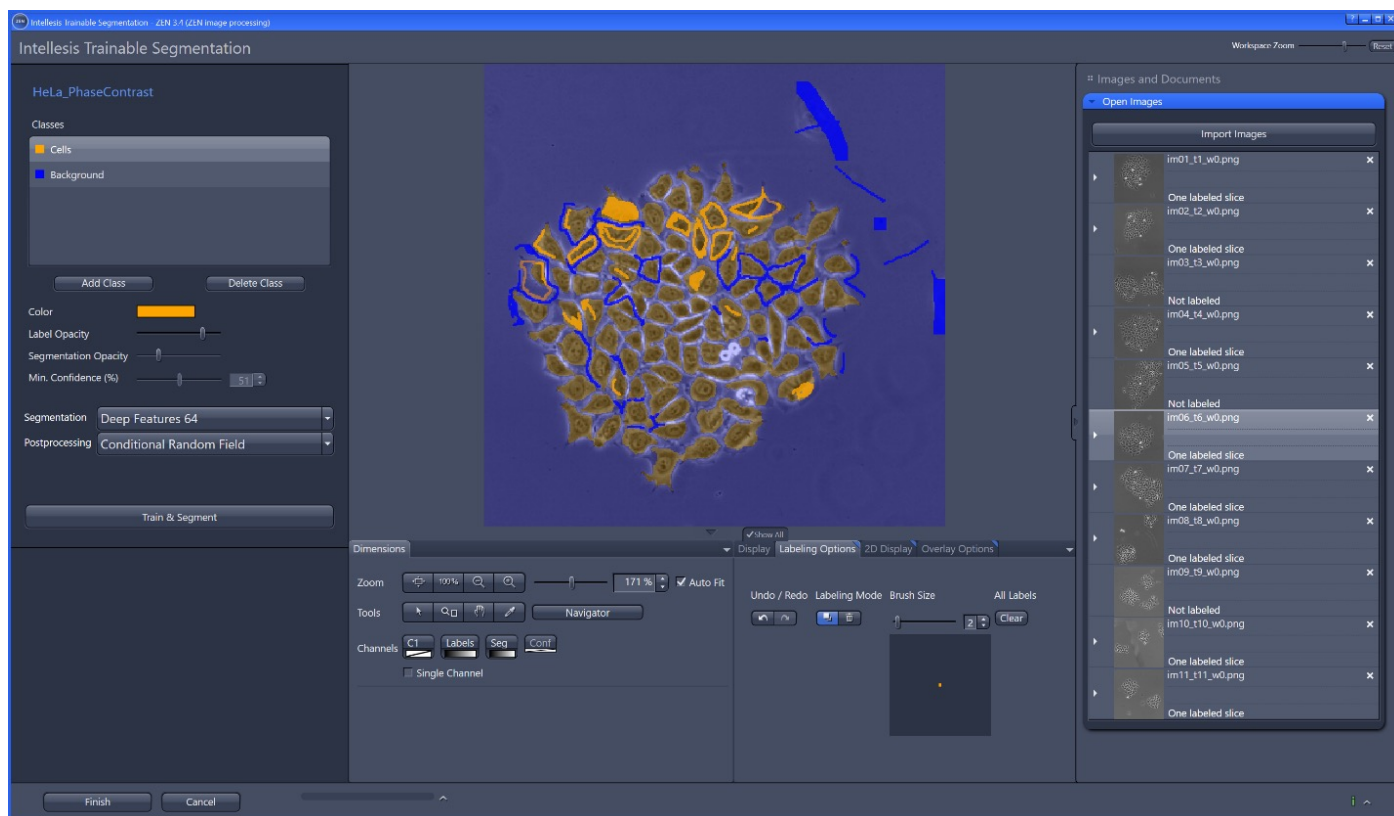 ZEN Intellesis Trainable Segmentation - ZEN 3.4 (ZEN image processing)
Intellesis Trainable Segmentation
Workspace Zoom
Reset
HeLa_PhaseContrast
Classes
Cells
Background
Add Class
Delete Class
Color
Label Opacity
Segmentation Opacity
Min. Confidence (%)
51
Segmentation
Deep Features 64
Postprocessing
Conditional Random Field
Train & Segment
Show All
Dimensions
Zoom
100%
171 %
Auto Fit
Tools
Navigator
Channels
C1
Labels
Seg
Conf
Single Channel
Display
Labeling Options
2D Display
Overlay Options
Undo / Redo
Labeling Mode
Brush Size
2
All Labels
Clear
Images and Documents
Open Images
Import Images
im01_t1_w0.png
One labeled slice
im02_t2_w0.png
One labeled slice
im03_t3_w0.png
Not labeled
im04_t4_w0.png
One labeled slice
im05_t5_w0.png
Not labeled
im06_t6_w0.png
One labeled slice
im07_t7_w0.png
One labeled slice
im08_t8_w0.png
One labeled slice
im09_t9_w0.png
Not labeled
im10_t10_w0.png
One labeled slice
im11_t11_w0.png
One labeled slice
Finish
Cancel